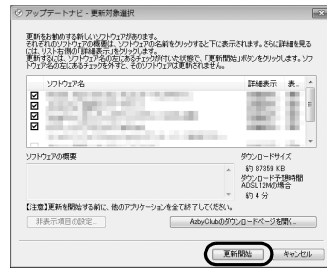 アップデートナビ - 更新対象選択
更新をお勧めする新しいソフトウェアがあります。
それぞれのソフトウェアの概要は、ソフトウェアの名前をクリックすると下に表示されます。さらに詳細を見る
には、リスト右側の「詳細表示」をクリックします。
更新するには、ソフトウェアの名の左にあるチェックが付いた状態で、「更新開始」ボタンをクリックします。ソフ
トウェア名の左にあるチェックを外すと、そのソフトウェアは更新されません。
ソフトウェア名 詳細表示 表..
ソフトウェアの概要
ダウンロードサイズ
約 87359 KB
ダウンロード予想時間
ADSL12Mの場合
約 4 分
【注意】更新を開始する前に、他のアプリケーションを全て終了してください。
非表示項目の設定...
AzbyClubのダウンロードページを開く...
更新開始
キャンセル